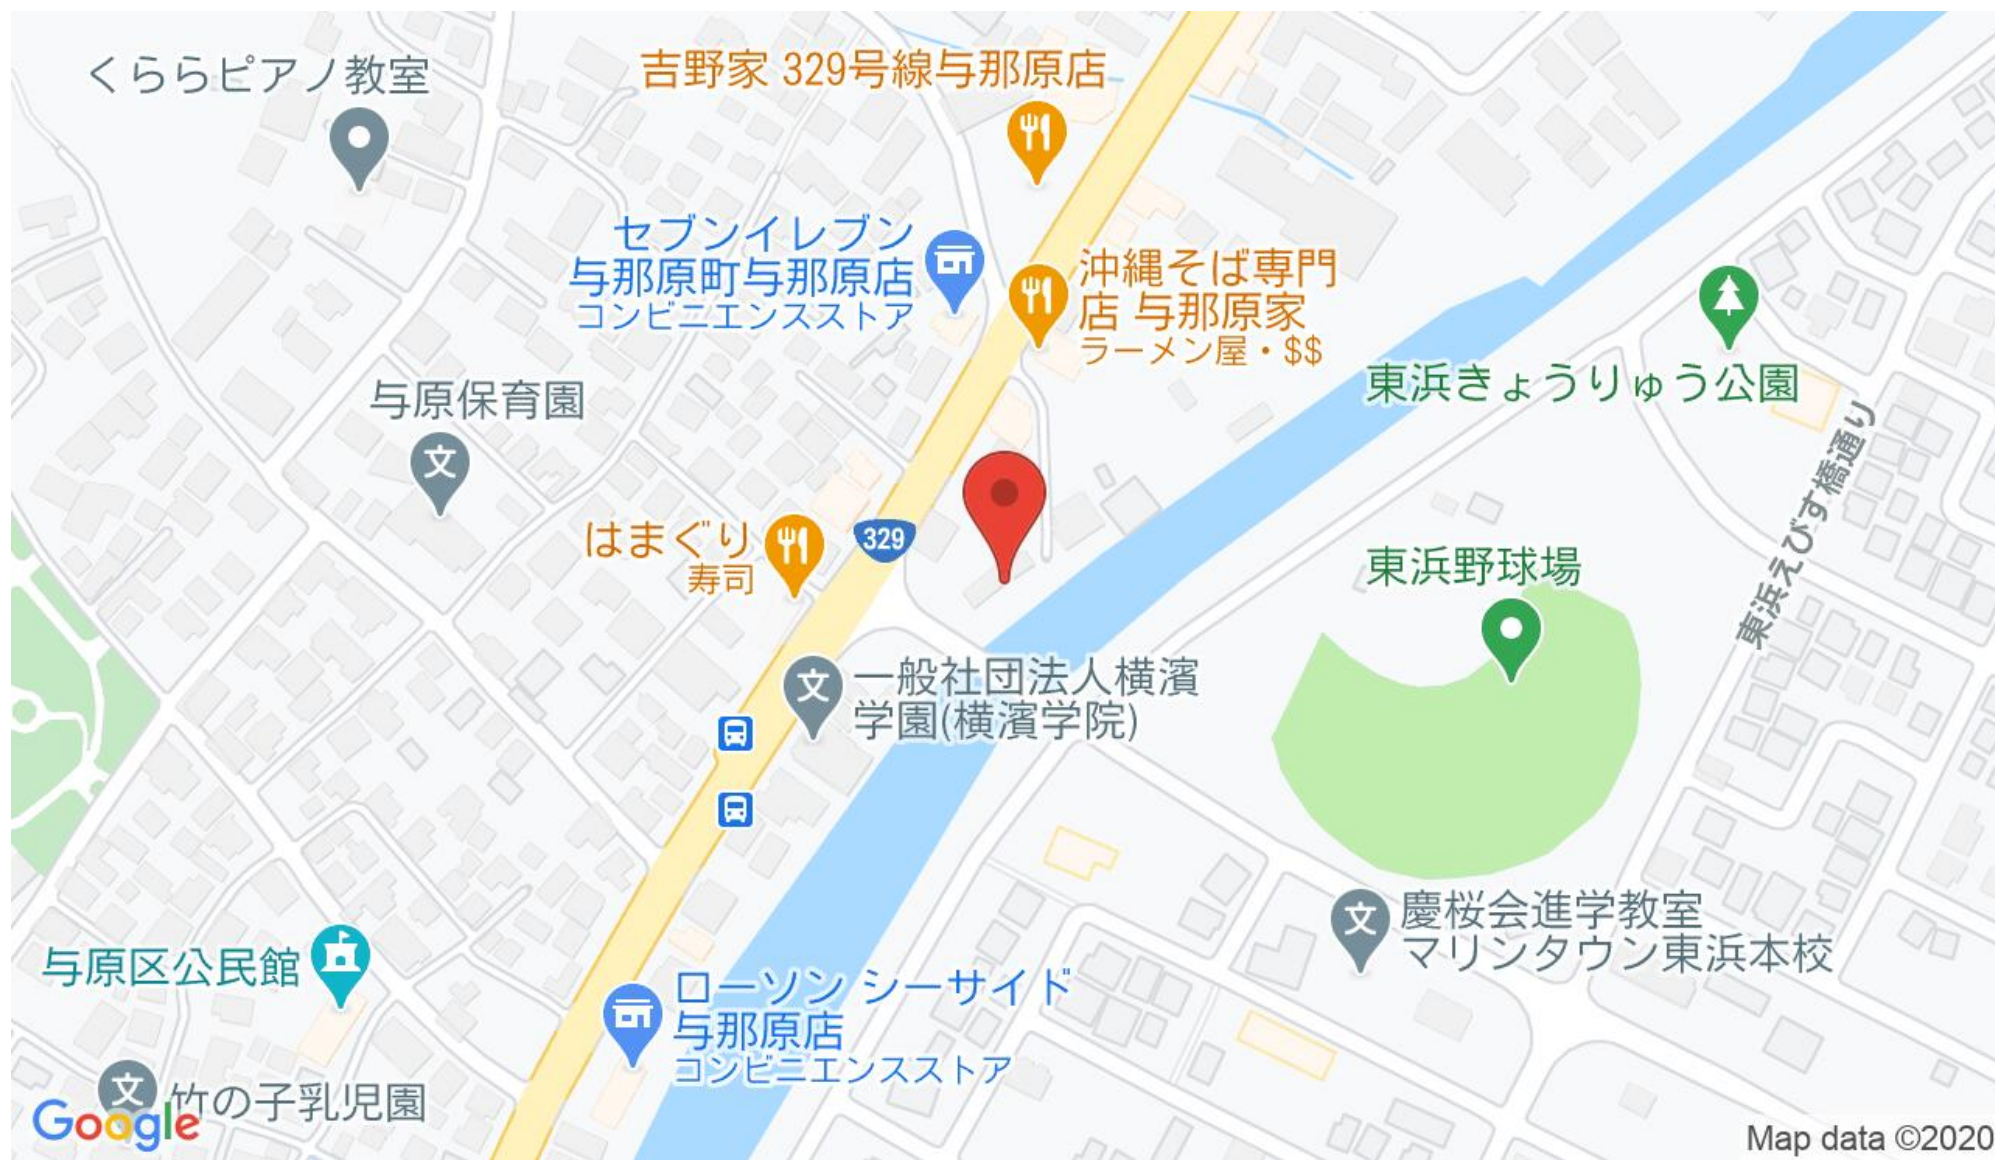 くららピアノ教室
吉野家 329号線与那原店
セブンイレブン
与那原町与那原店
コンビニエンスストア
沖縄そば専門
店 与那原家
ラーメン屋・$$
東浜きょうりゅう公園
与原保育園
東浜えびす橋通り
はまぐり
寿司
329
東浜野球場
一般社団法人横濱
学園(横濱学院)
慶桜会進学教室
マリンタウン東浜本校
与原区公民館
ローソン シーサイド
与那原店
コンビニエンスストア
竹の子乳児園
文
文
文
文
Google
Map data ©2020